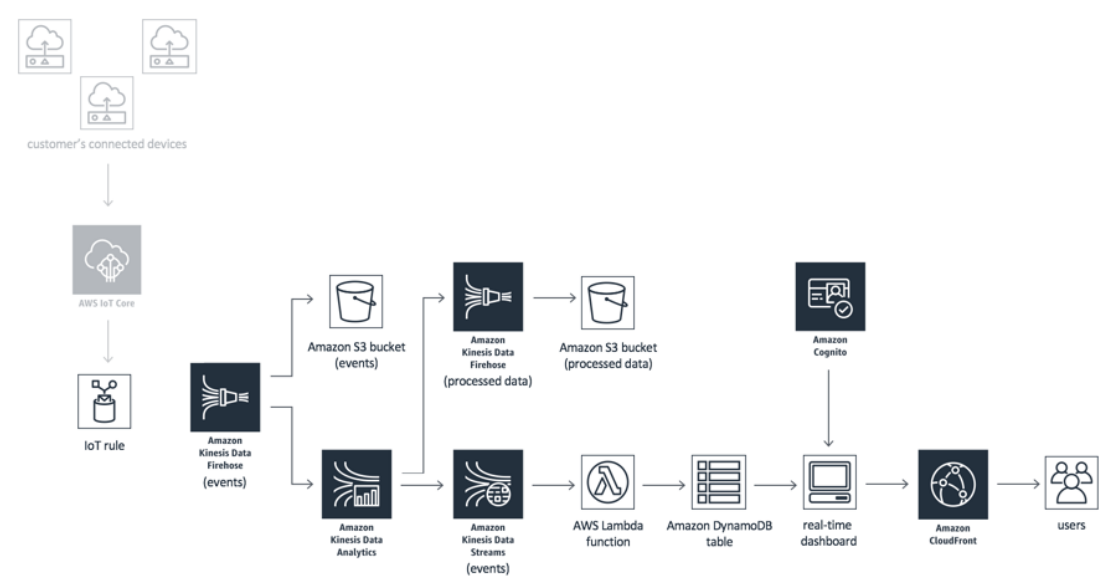 customer's connected devices
AWS IoT Core
IoT rule
Amazon
Kinesis Data
Firehose
(events)
Amazon S3 bucket
(events)
Amazon
Kinesis Data
Analytics
Amazon
Kinesis Data
Firehose
(processed data)
Amazon S3 bucket
(processed data)
Amazon
Kinesis Data
Streams
(events)
AWS Lambda
function
Amazon DynamoDB
table
Amazon
Cognito
real-time
dashboard
Amazon
CloudFront
users